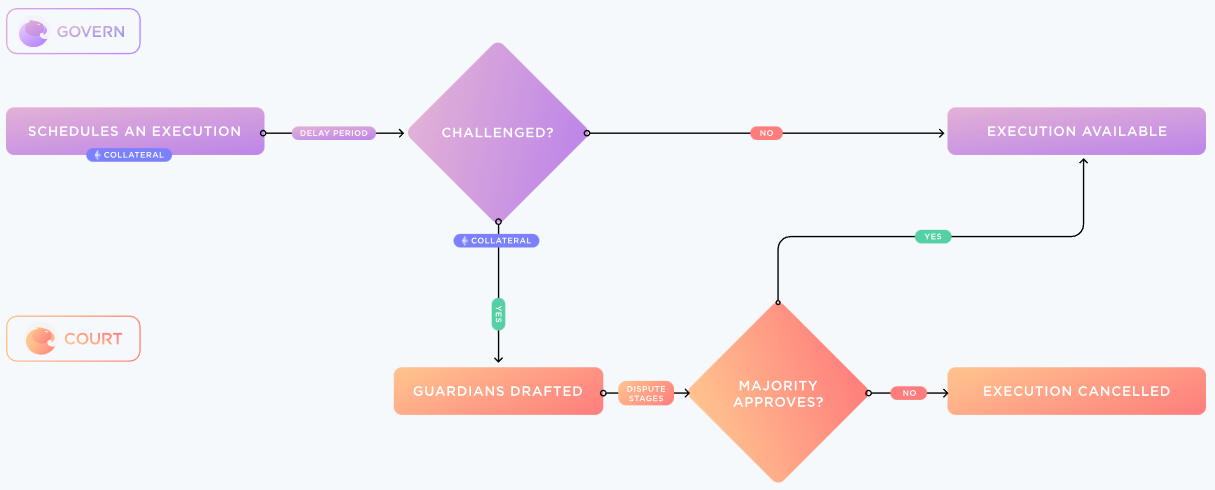 GOVERN
SCHEDULES AN EXECUTION
COLLATERAL
DELAY PERIOD
CHALLENGED?
NO
EXECUTION AVAILABLE
COLLATERAL
YES
YES
COURT
GUARDIANS DRAFTED
DISPUTE
STAGES
MAJORITY
APPROVES?
NO
EXECUTION CANCELLED